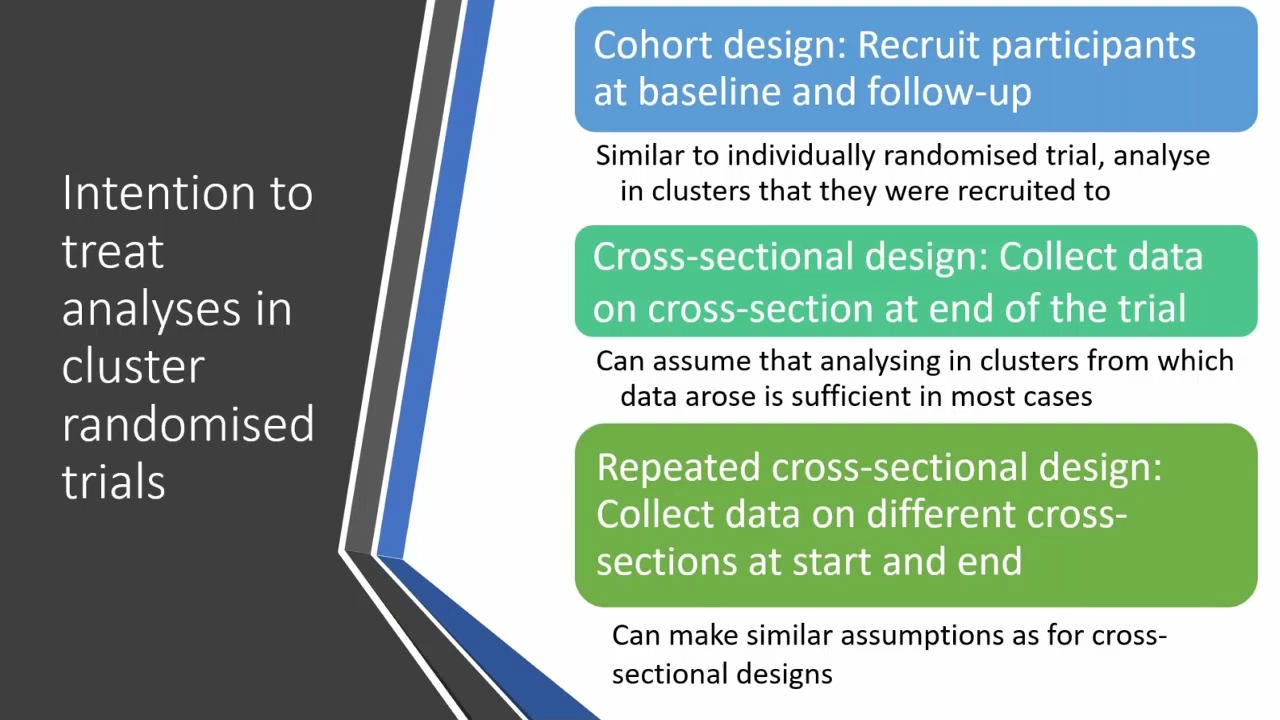 Intention to
treat
analyses in
cluster
randomised
trials
Cohort design: Recruit participants
at baseline and follow-up
Similar to individually randomised trial, analyse
in clusters that they were recruited to
Cross-sectional design: Collect data
on cross-section at end of the trial
Can assume that analysing in clusters from which
data arose is sufficient in most cases
Repeated cross-sectional design:
Collect data on different cross-
sections at start and end
Can make similar assumptions as for cross-
sectional designs